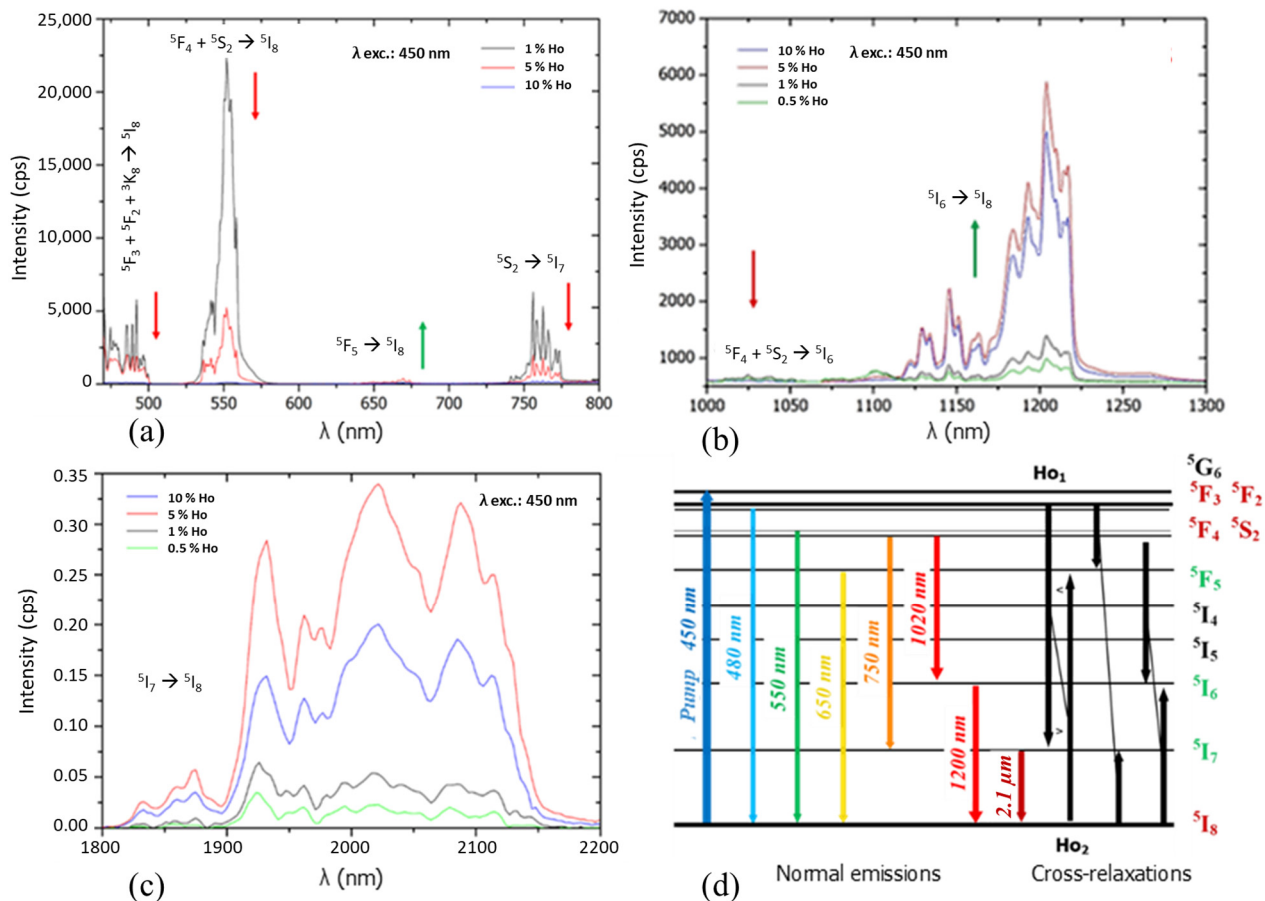 25,000
20,000
15,000
10,000
5,000
0
500 550 600 650 700 750 800
Intensity (cps)
λ (nm)
⁵F₄ + ⁵S₂ → ⁵I₈
λ exc.: 450 nm
1 % Ho
5 % Ho
10 % Ho
⁵F₃ + ⁵F₂ + ³K₈ → ⁵I₈
⁵F₅ → ⁵I₈
⁵S₂ → ⁵I₇
(a)
7000
6000
5000
4000
3000
2000
1000
1000 1050 1100 1150 1200 1250 1300
Intensity (cps)
λ (nm)
10 % Ho
5 % Ho
1 % Ho
0.5 % Ho
λ exc.: 450 nm
⁵I₆ → ⁵I₈
⁵F₄ + ⁵S₂ → ⁵I₆
(b)
0.35
0.30
0.25
0.20
0.15
0.10
0.05
0.00
1800 1900 2000 2100 2200
Intensity (cps)
λ (nm)
10 % Ho
5 % Ho
1 % Ho
0.5 % Ho
λ exc.: 450 nm
⁵I₇ → ⁵I₈
(c)
Ho₁
⁵G₆
⁵F₃ ⁵F₂
⁵F₄ ⁵S₂
⁵F₅
⁵I₄
⁵I₅
⁵I₆
⁵I₇
⁵I₈
Pump 450 nm
480 nm
550 nm
650 nm
750 nm
1020 nm
1200 nm
2.1 μm
Ho₂
Normal emissions
Cross-relaxations
(d)